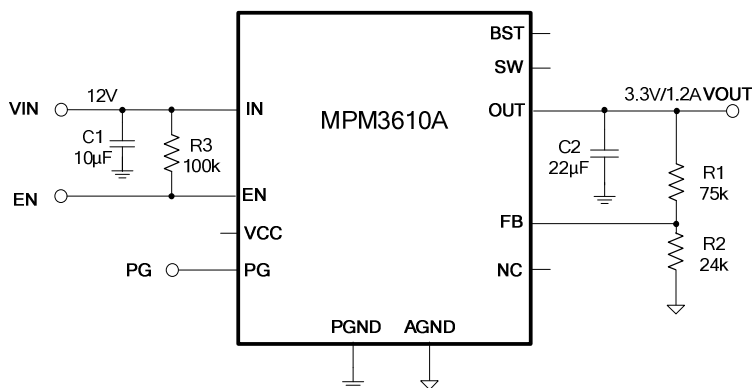 BST
SW
12V
3.3V/1.2A VOUT
VIN
IN
MPM3610A
OUT
C1
10µF
R3
100k
C2
22µF
R1
75k
EN
EN
FB
VCC
R2
24k
PG
PG
NC
PGND
AGND